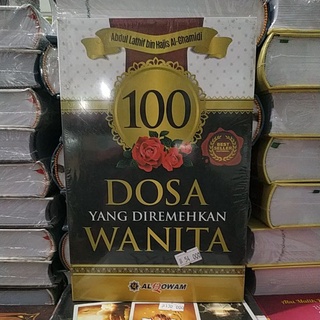 Abdul Lathif bin Hajis Al-Ghamidi
100
BEST
SELLER
DOSA
YANG DIREMEHKAN
WANITA
AL QOWAM